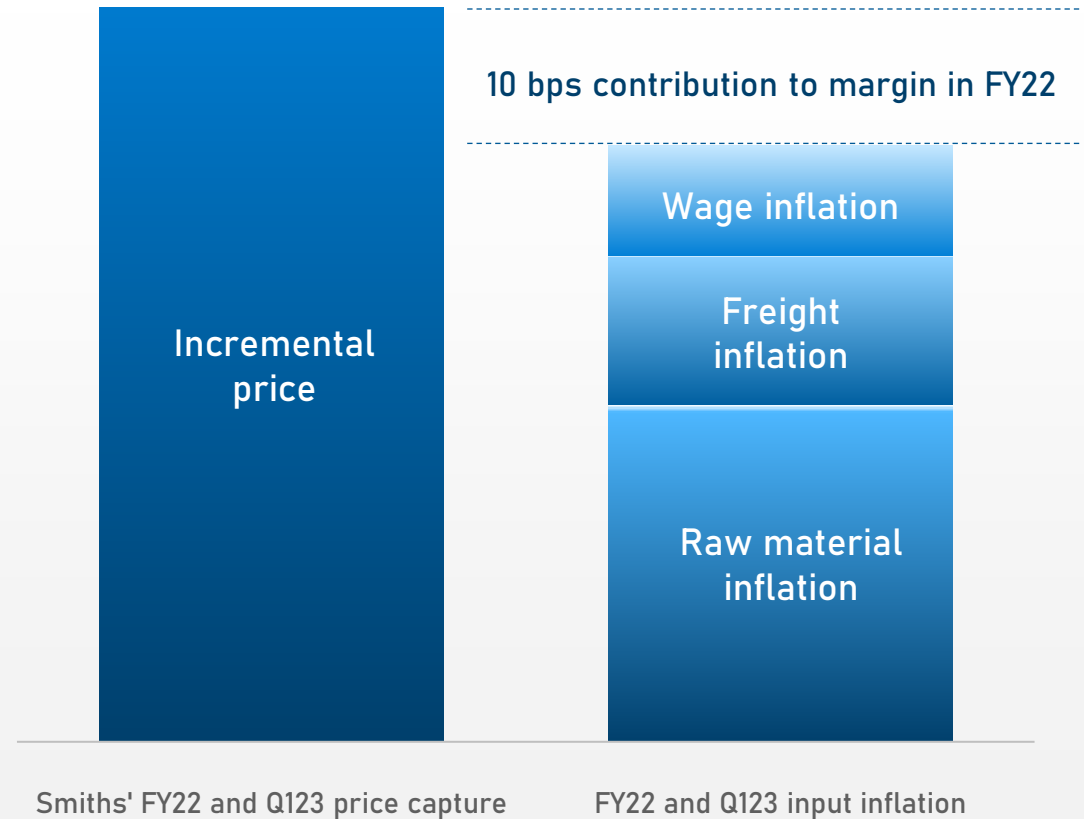 10 bps contribution to margin in FY22
Wage inflation
Freight
inflation
Incremental
price
Raw material
inflation
Smiths' FY22 and Q123 price capture
FY22 and Q123 input inflation